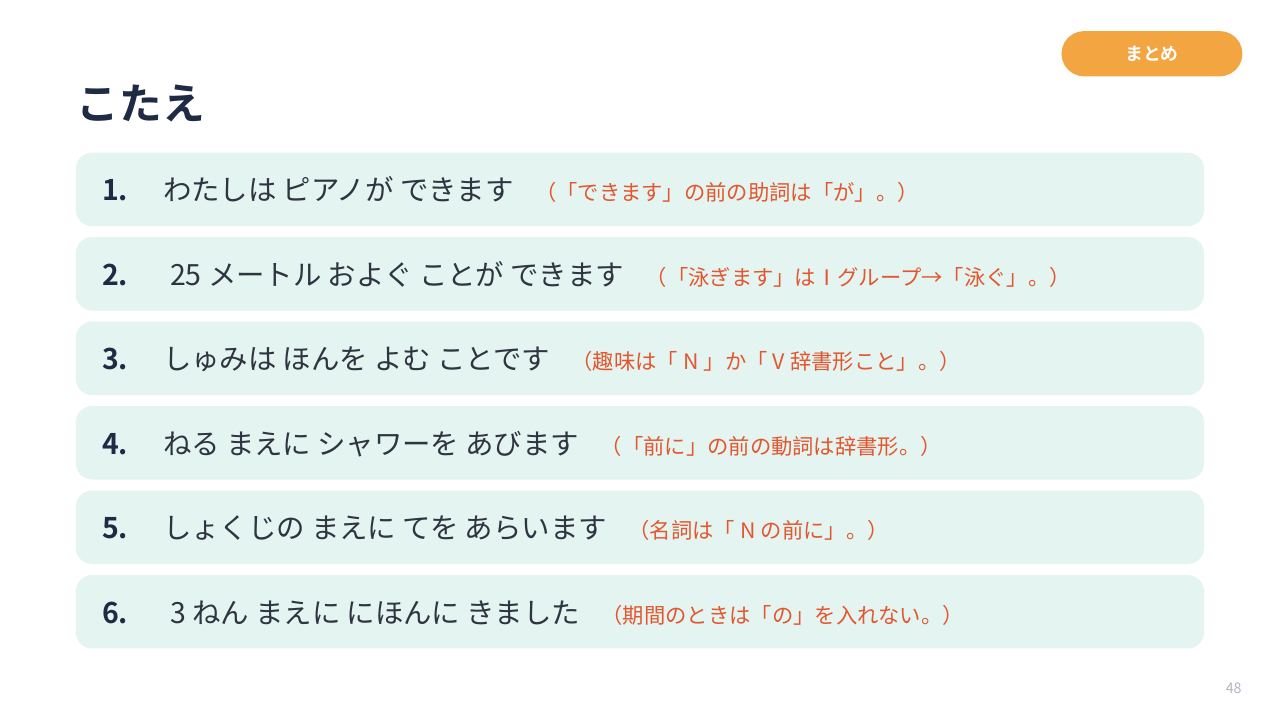 まとめ
こたえ
1. わたしは ピアノが できます （「できます」の前の助詞は「が」。）
2. 25 メートル およぐ ことが できます （「泳ぎます」は I グループ→「泳ぐ」。）
3. しゅみは ほんを よむ ことです （趣味は「 N 」か「 V 辞書形こと」。）
4. ねる まえに シャワーを あびます （「前に」の前の動詞は辞書形。）
5. しょくじの まえに てを あらいます （名詞は「 N の前に」。）
6. 3 ねん まえに にほんに きました （期間のときは「の」を入れない。）
48